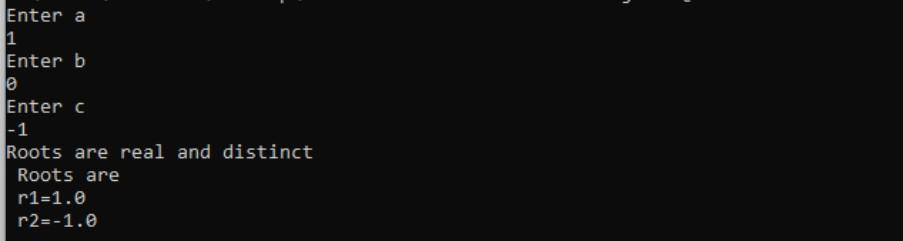 Enter a
1
Enter b
0
Enter c
-1
Roots are real and distinct
 Roots are
 r1=1.0
 r2=-1.0